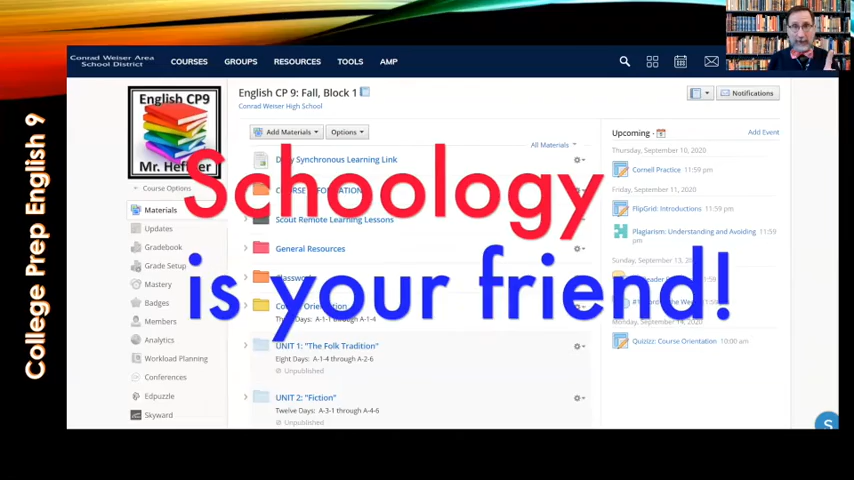 College Prep English 9
Conrad Weiser Area
School District
COURSES GROUPS RESOURCES TOOLS AMP
English CP9
Mr. Heffner
English CP 9: Fall, Block 1
Conrad Weiser High School
Notifications
Add Materials Options
All Materials
Course Options
Materials
Updates
Gradebook
Grade Setup
Mastery
Badges
Members
Analytics
Workload Planning
Conferences
Edpuzzle
Skyward
Daily Synchronous Learning Link
COURSE INFORMATION
Scout Remote Learning Lessons
General Resources
Classwork
Course Orientation
Three Days: A-1-1 through A-1-4
UNIT 1: "The Folk Tradition"
Eight Days: A-1-4 through A-2-6
Unpublished
UNIT 2: "Fiction"
Twelve Days: A-3-1 through A-4-6
Unpublished
Schoology
is your friend!
Upcoming Add Event
Thursday, September 10, 2020
Cornell Practice 11:59 pm
Friday, September 11, 2020
FlipGrid: Introductions 11:59 pm
Plagiarism: Understanding and Avoiding 11:59
pm
Sunday, September 13, 2020
Monday, September 14, 2020
Quizizz: Course Orientation 10:00 am
S